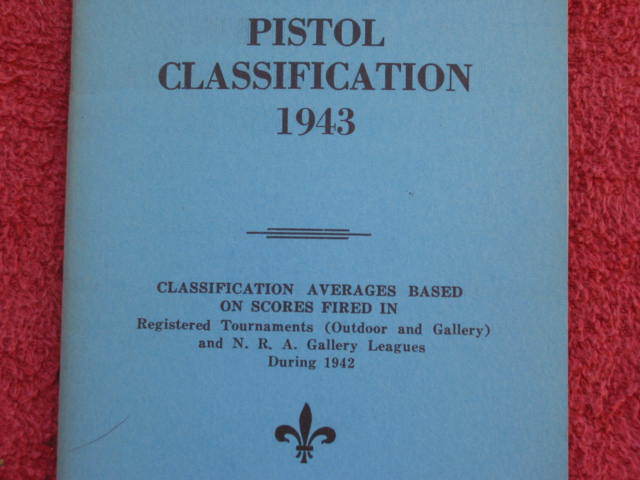 PISTOL
CLASSIFICATION
1943
CLASSIFICATION AVERAGES BASED
ON SCORES FIRED IN
Registered Tournaments (Outdoor and Gallery)
and N. R. A. Gallery Leagues
During 1942